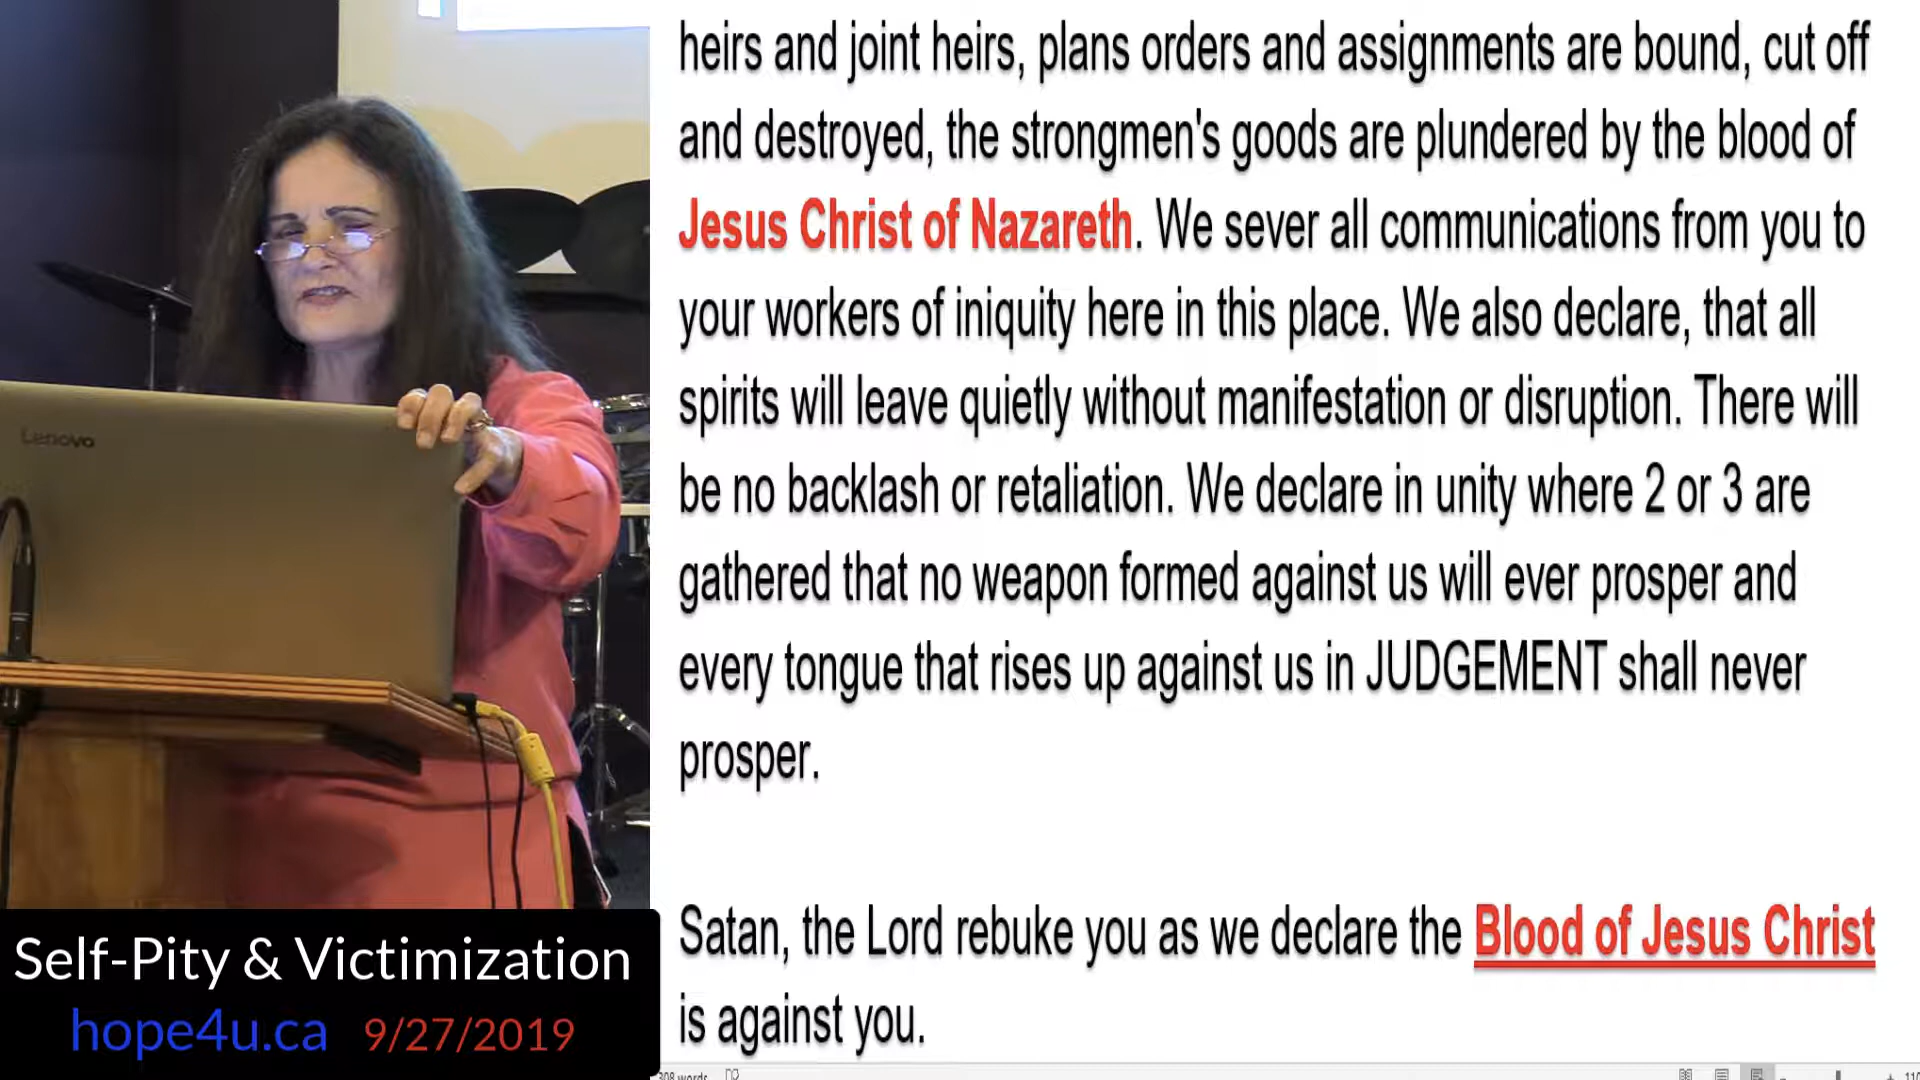 heirs and joint heirs, plans orders and assignments are bound, cut off
and destroyed, the strongmen's goods are plundered by the blood of
Jesus Christ of Nazareth. We sever all communications from you to
your workers of iniquity here in this place. We also declare, that all
spirits will leave quietly without manifestation or disruption. There will
be no backlash or retaliation. We declare in unity where 2 or 3 are
gathered that no weapon formed against us will ever prosper and
every tongue that rises up against us in JUDGEMENT shall never
prosper.
Satan, the Lord rebuke you as we declare the Blood of Jesus Christ
is against you.
Lenovo
Self-Pity & Victimization
hope4u.ca 9/27/2019